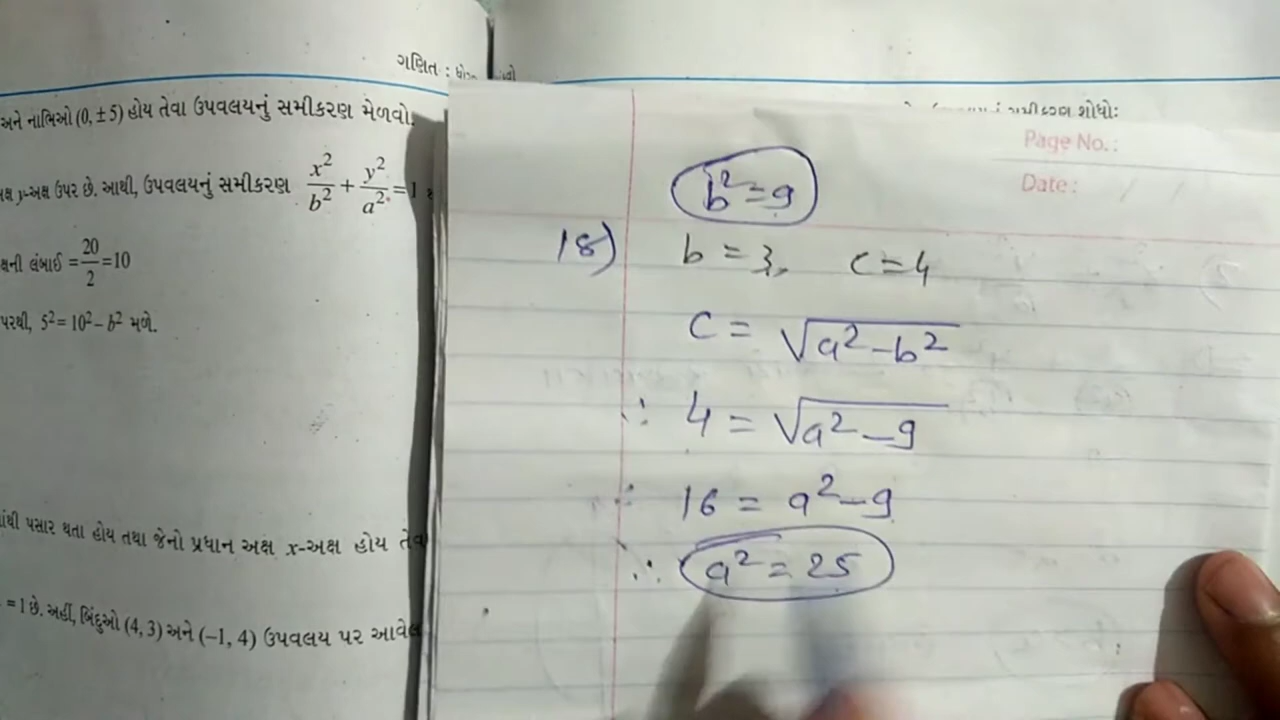 ગણિત :
અને નાભિઓ (0, ± 5) હોય તેવા ઉપવલયનું સમીકરણ મેળવો.
y-અક્ષ ઉપર છે. આથી, ઉપવલયનું સમીકરણ x²/b² + y²/a² = 1
લંબાઈ = 20/2 = 10
પરથી, 5² = 10² – b² મળે.
પસાર થતા હોય તથા જેનો પ્રધાન અક્ષ x-અક્ષ હોય
= 1 છે. અહીં, બિંદુઓ (4, 3) અને (–1, 4) ઉપવલય પર
શોધોઃ
Page No.:
Date: / /
b² = 9
18) b = 3, c = 4
c = √(a² – b²)
∴ 4 = √(a² – 9)
∴ 16 = a² – 9
∴ a² = 25